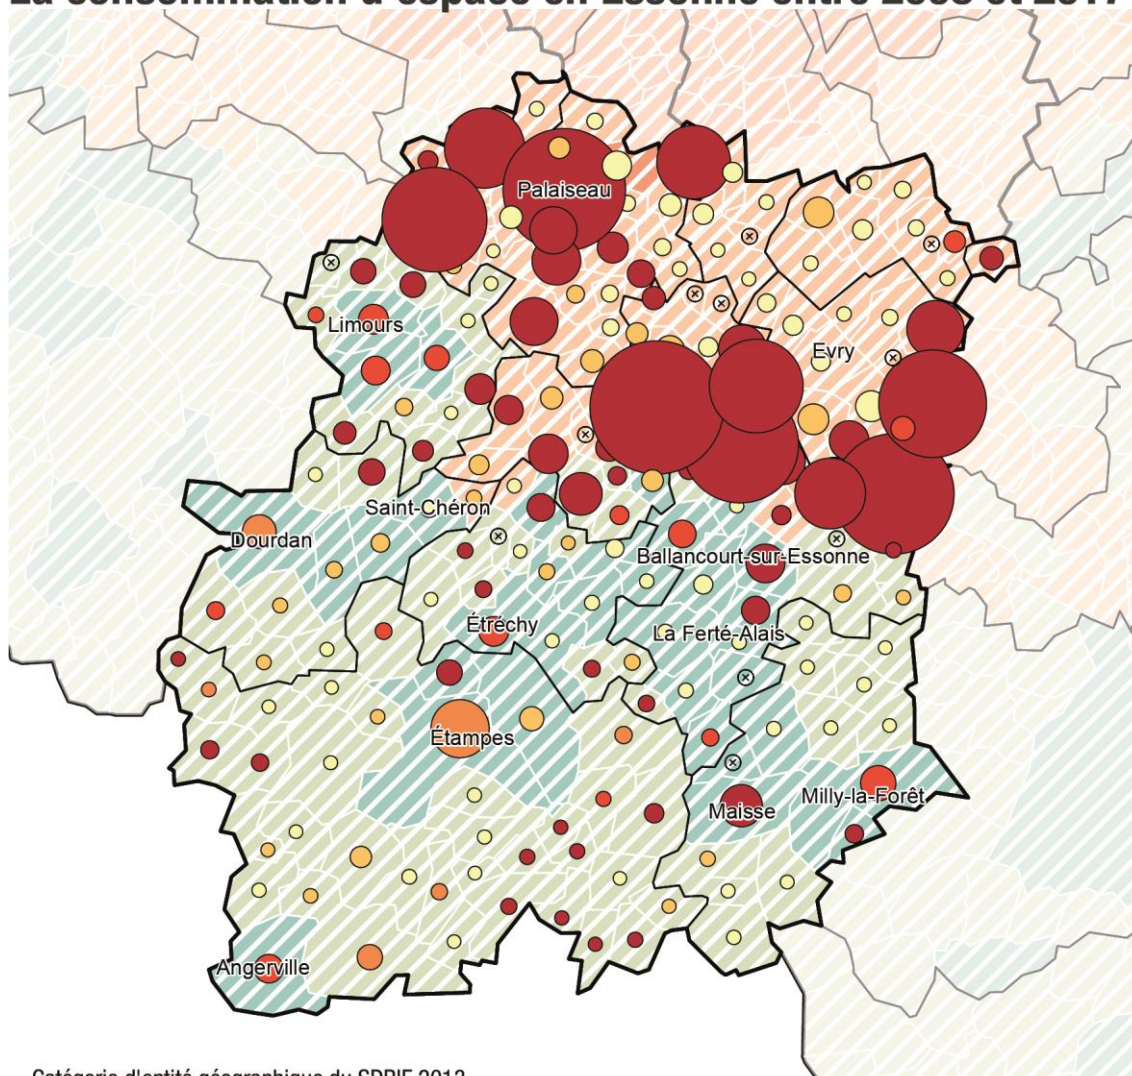 La consommation d'espace en Essonne entre 2008 et 2017
Palaiseau
Limours
Evry
Saint-Chéron
Dourdan
Ballancourt-sur-Essonne
Étréchy
La Ferté-Alais
Étampes
Milly-la-Forêt
Maisse
Angerville
Catégorie d'entité géographique du SDRIF 2013